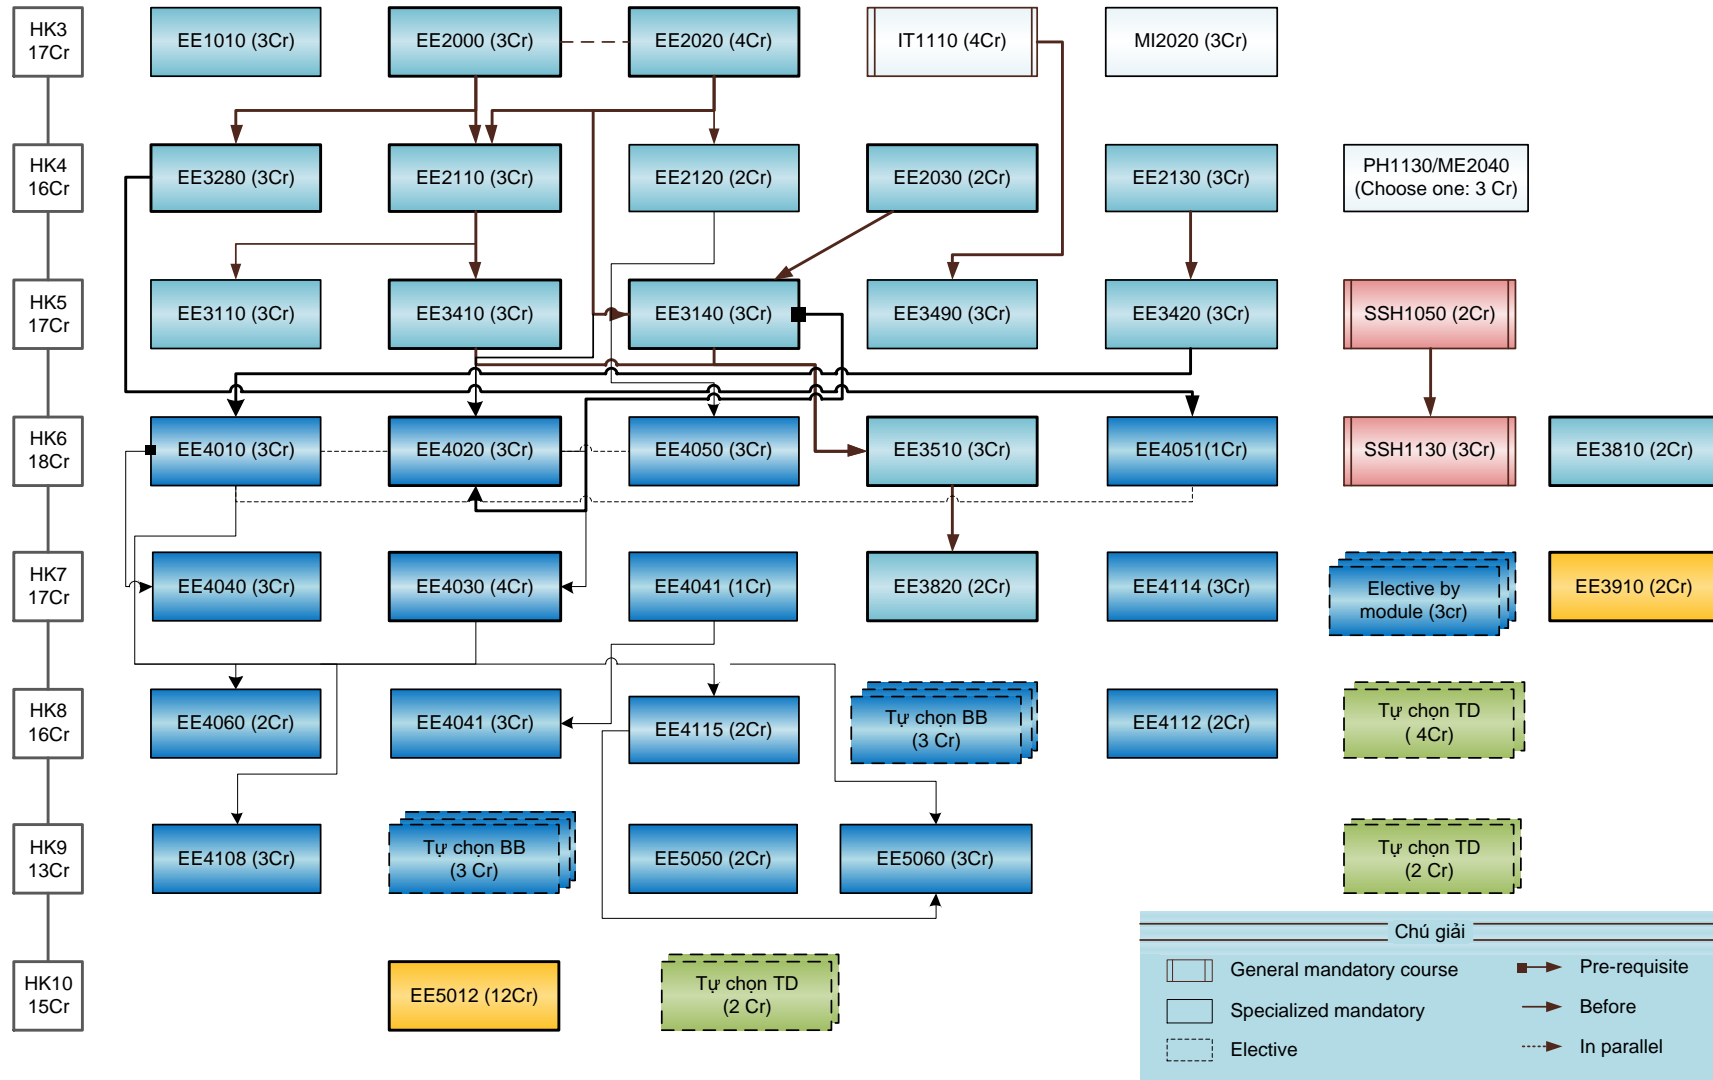 HK3
17Cr
EE1010 (3Cr)
EE2000 (3Cr)
EE2020 (4Cr)
IT1110 (4Cr)
MI2020 (3Cr)
HK4
16Cr
EE3280 (3Cr)
EE2110 (3Cr)
EE2120 (2Cr)
EE2030 (2Cr)
EE2130 (3Cr)
PH1130/ME2040
(Choose one: 3 Cr)
HK5
17Cr
EE3110 (3Cr)
EE3410 (3Cr)
EE3140 (3Cr)
EE3490 (3Cr)
EE3420 (3Cr)
SSH1050 (2Cr)
HK6
18Cr
EE4010 (3Cr)
EE4020 (3Cr)
EE4050 (3Cr)
EE3510 (3Cr)
EE4051(1Cr)
SSH1130 (3Cr)
EE3810 (2Cr)
HK7
17Cr
EE4040 (3Cr)
EE4030 (4Cr)
EE4041 (1Cr)
EE3820 (2Cr)
EE4114 (3Cr)
Elective by
module (3cr)
EE3910 (2Cr)
HK8
16Cr
EE4060 (2Cr)
EE4041 (3Cr)
EE4115 (2Cr)
Tự chọn BB
(3 Cr)
EE4112 (2Cr)
Tự chọn TD
( 4Cr)
HK9
13Cr
EE4108 (3Cr)
Tự chọn BB
(3 Cr)
EE5050 (2Cr)
EE5060 (3Cr)
Tự chọn TD
(2 Cr)
HK10
15Cr
EE5012 (12Cr)
Tự chọn TD
(2 Cr)
Chú giải
General mandatory course
Pre-requisite
Specialized mandatory
Before
Elective
In parallel